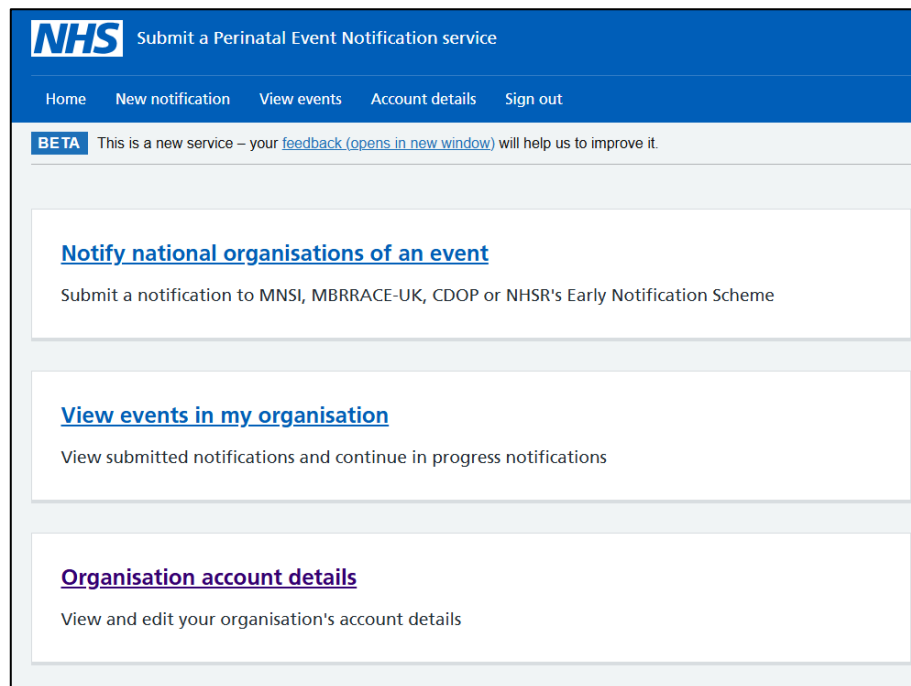 NHS Submit a Perinatal Event Notification service
Home New notification View events Account details Sign out
BETA This is a new service – your feedback (opens in new window) will help us to improve it.
Notify national organisations of an event
Submit a notification to MNSI, MBRRACE-UK, CDOP or NHSR's Early Notification Scheme
View events in my organisation
View submitted notifications and continue in progress notifications
Organisation account details
View and edit your organisation's account details